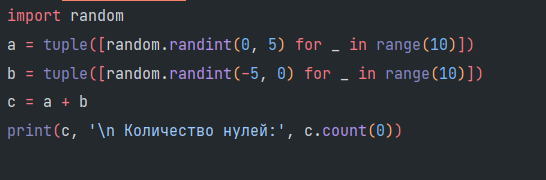 import random
a = tuple([random.randint(0, 5) for _ in range(10)])
b = tuple([random.randint(-5, 0) for _ in range(10)])
c = a + b
print(c, '\n Количество нулей:', c.count(0))